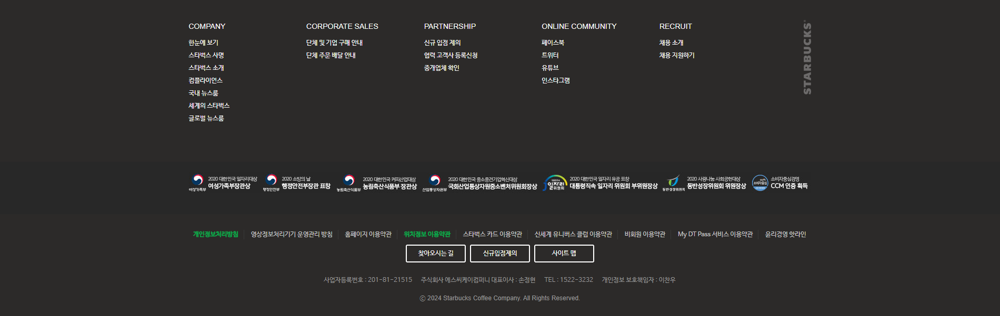 COMPANY
한눈에 보기
스타벅스 사명
스타벅스 소개
컴플라이언스
국내 뉴스룸
세계의 스타벅스
글로벌 뉴스룸
CORPORATE SALES
단체 및 기업 구매 안내
단체 주문 배달 안내
PARTNERSHIP
신규 입점 제의
협력 고객사 등록신청
중개업체 확인
ONLINE COMMUNITY
페이스북
트위터
유튜브
인스타그램
RECRUIT
채용 소개
채용 지원하기
STARBUCKS
여성가족부
2020 대한민국 일자리대상
여성가족부장관상
행정안전부
2020 소방의 날
행정안전부장관 표창
농림축산식품부
2020 대한민국 커피산업대상
농림축산식품부 장관상
산업통상자원부
2020 대한민국 중소중견기업혁신대상
국회산업통상자원중소벤처위원회장상
대통령직속
일자리
위원회
2020 대한민국 일자리 유공 표창
대통령직속 일자리 위원회 부위원장상
동반성장위원회
2020 사랑나눔 사회공헌대상
동반성장위원회 위원장상
CCM
소비자중심
소비자중심경영
CCM 인증 획득
개인정보처리방침 영상정보처리기기 운영관리 방침 홈페이지 이용약관 위치정보 이용약관 스타벅스 카드 이용약관 신세계 유니버스 클럽 이용약관 비회원 이용약관 My DT Pass 서비스 이용약관 윤리경영 핫라인
찾아오시는 길 신규입점제의 사이트 맵
사업자등록번호 : 201-81-21515 주식회사 에스씨케이컴퍼니 대표이사 : 손정현 TEL : 1522-3232 개인정보 보호책임자 : 이찬우
ⓒ 2024 Starbucks Coffee Company. All Rights Reserved.